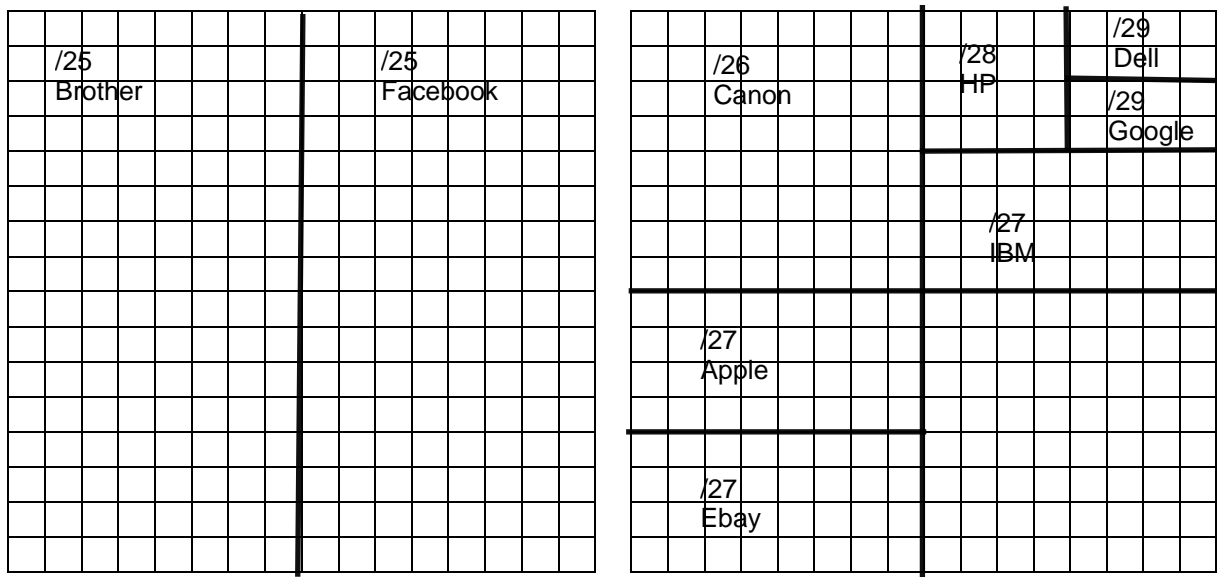 /25
Brother
/25
Facebook
/26
Canon
/28
HP
/29
Dell
/29
Google
/27
IBM
/27
Apple
/27
Ebay